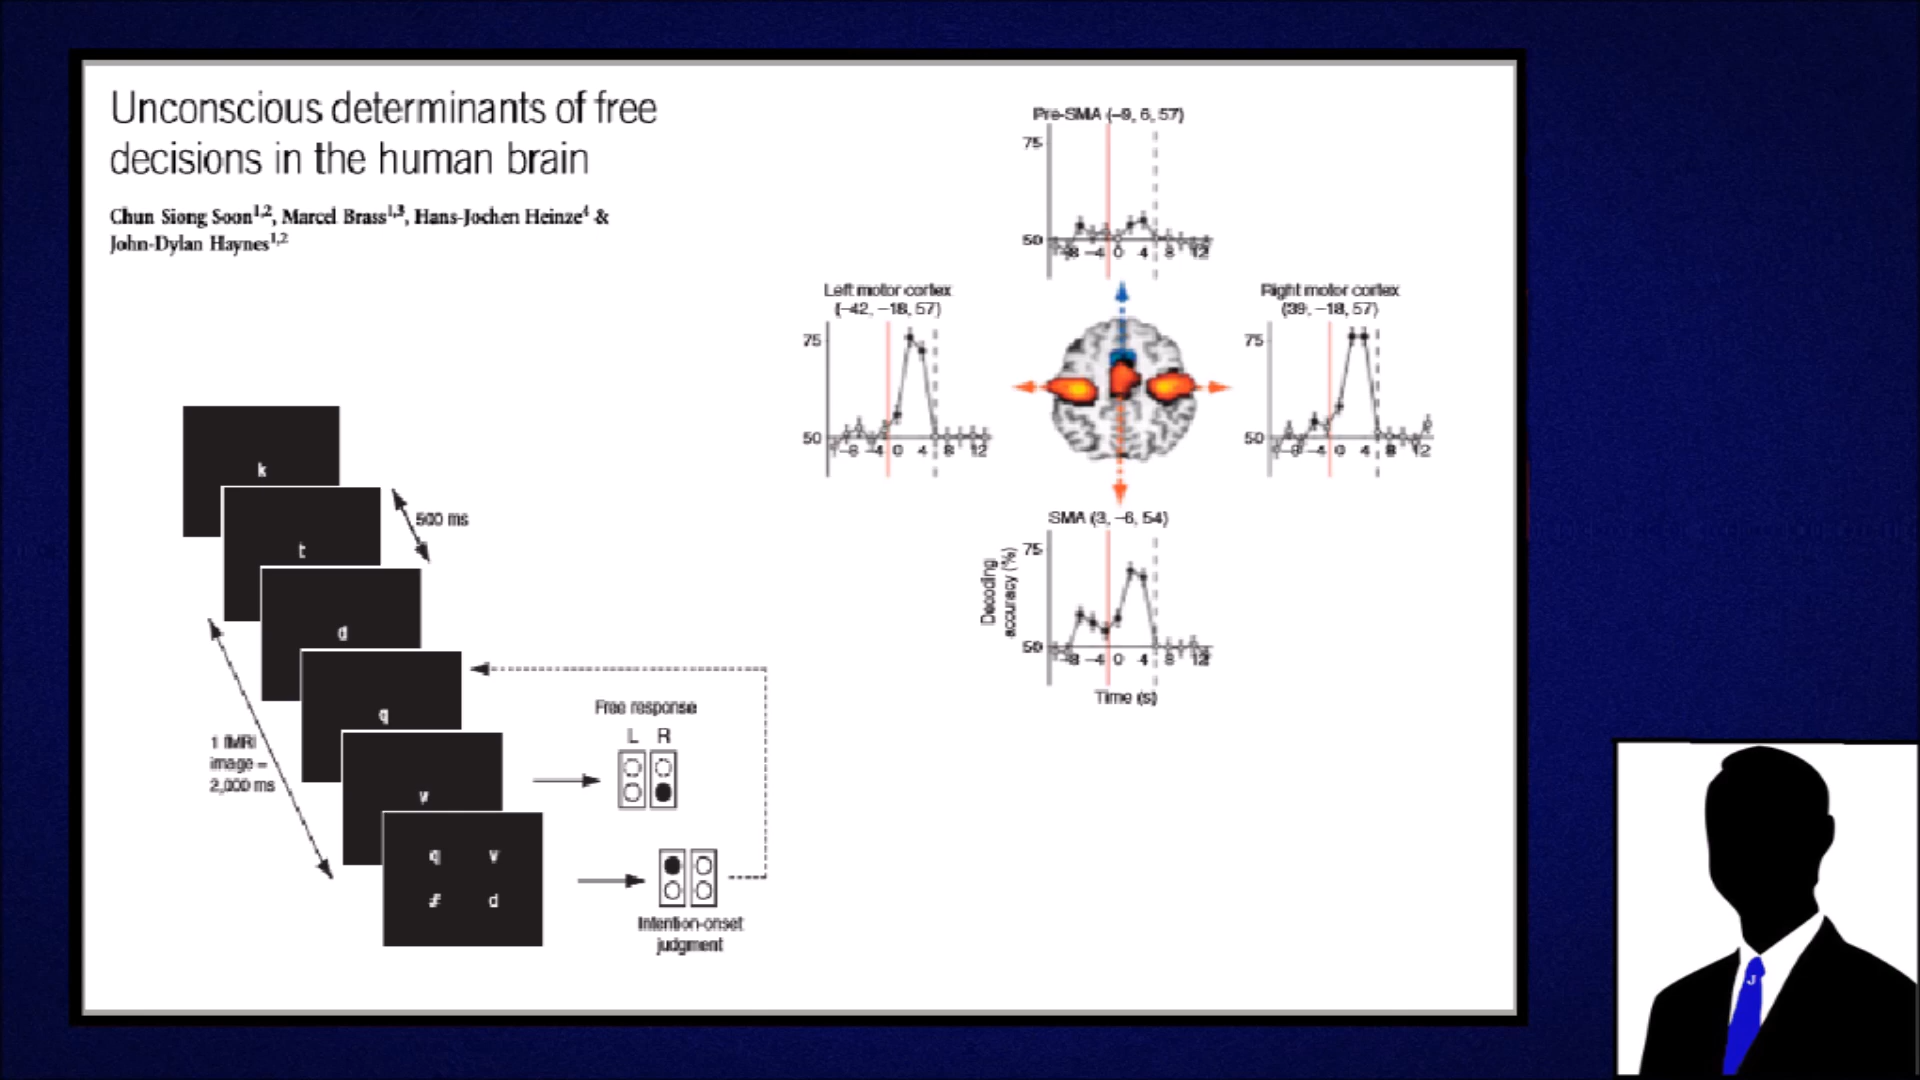 Unconscious determinants of free
decisions in the human brain
Chun Siong Soon1,2, Marcel Brass1,3, Hans-Jochen Heinze4 &
John-Dylan Haynes1,2
k
t
d
q
v
q v
# d
500 ms
1 fMRI
image =
2,000 ms
Free response
L R
Intention-onset
judgment
Pre-SMA (–9, 6, 57)
75
50
–8 –4 0 4 8 12
Left motor cortex
(–42, –18, 57)
75
50
–8 –4 0 4 8 12
Right motor cortex
(39, –18, 57)
75
50
–8 –4 0 4 8 12
SMA (3, –6, 54)
Decoding
accuracy (%)
75
50
–8 –4 0 4 8 12
Time (s)
J